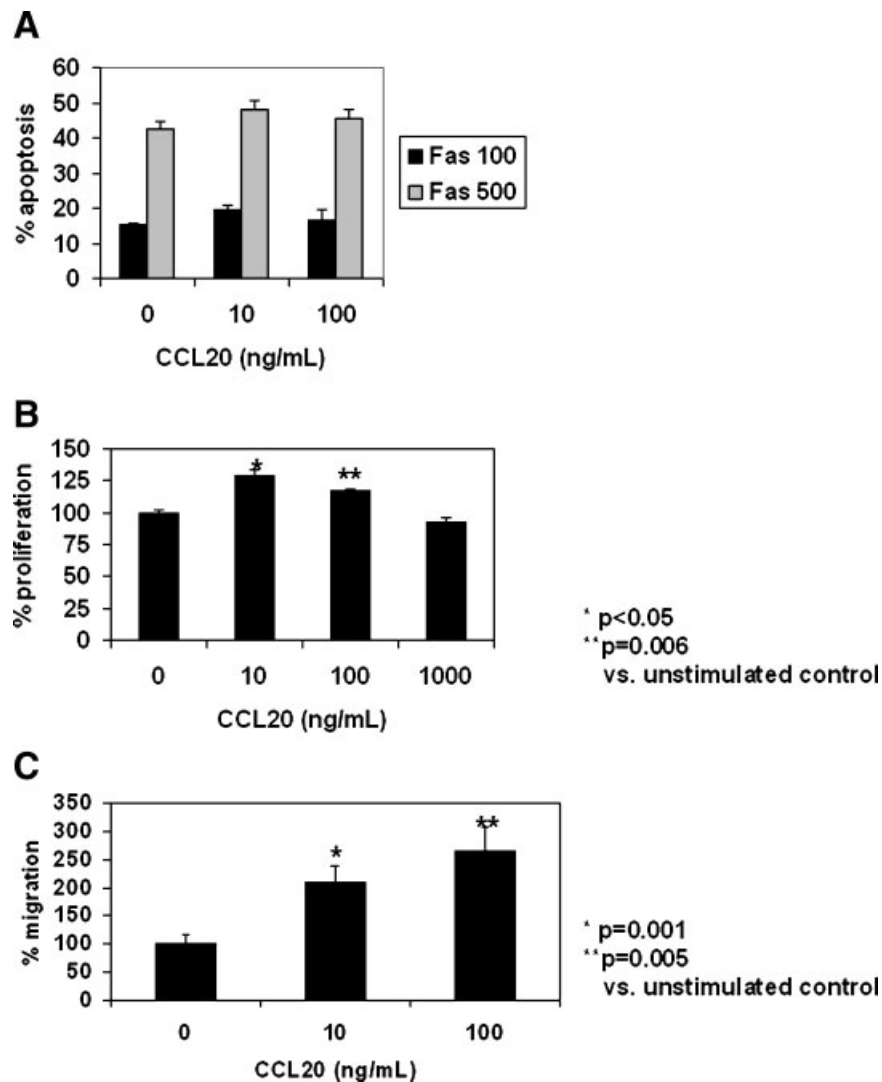 A
60
50
40
30
20
10
0
% apoptosis
0 10 100
CCL20 (ng/mL)
Fas 100
Fas 500
B
150
125
100
75
50
25
0
% proliferation
* **
0 10 100 1000
CCL20 (ng/mL)
* p<0.05
**p=0.006
vs. unstimulated control
C
350
300
250
200
150
100
50
0
% migration
* **
0 10 100
CCL20 (ng/mL)
* p=0.001
**p=0.005
vs. unstimulated control